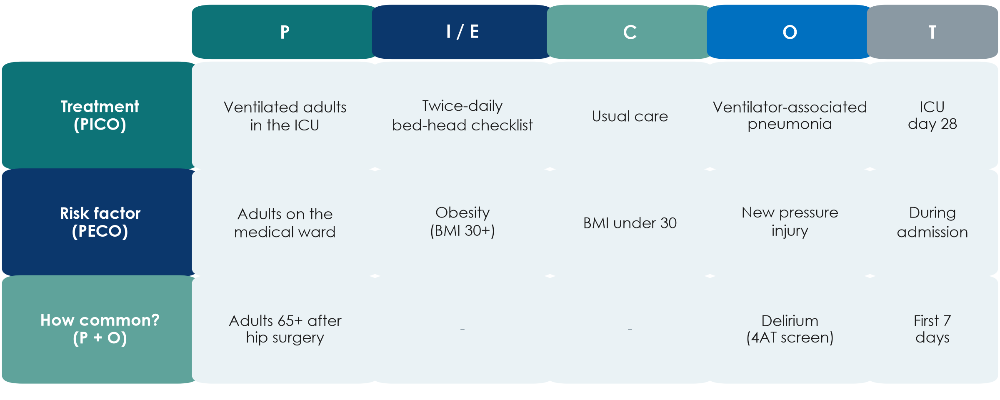 P
I / E
C
O
T
Treatment
(PICO)
Ventilated adults
in the ICU
Twice-daily
bed-head checklist
Usual care
Ventilator-associated
pneumonia
ICU
day 28
Risk factor
(PECO)
Adults on the
medical ward
Obesity
(BMI 30+)
BMI under 30
New pressure
injury
During
admission
How common?
(P + O)
Adults 65+ after
hip surgery
-
-
Delirium
(4AT screen)
First 7
days